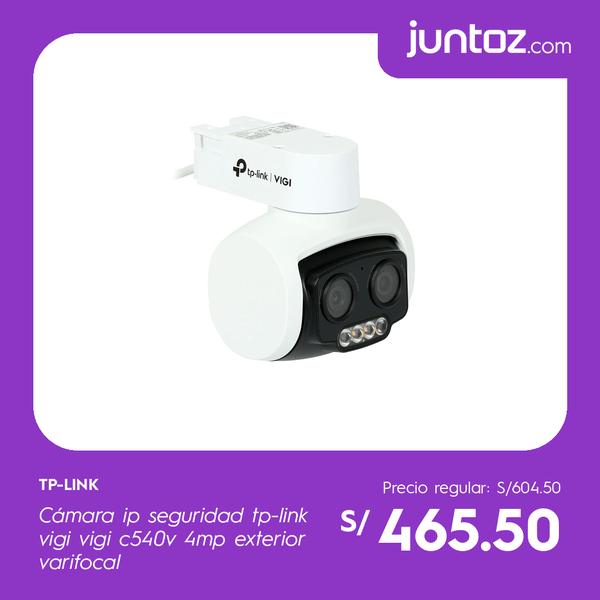 juntoz.com
tp-link | VIGI
TP-LINK
Cámara ip seguridad tp-link
vigi vigi c540v 4mp exterior
varifocal
Precio regular: S/604.50
S/ 465.50